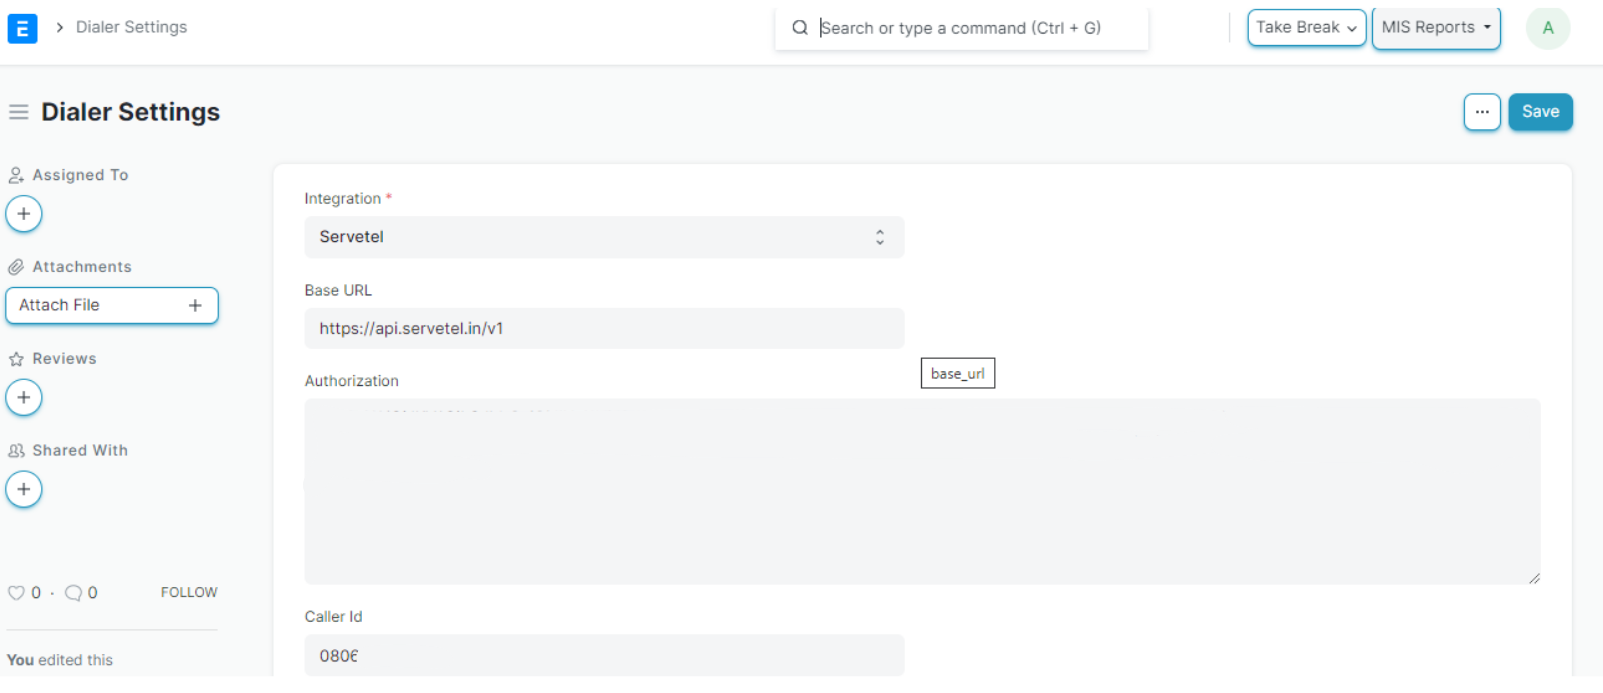 E > Dialer Settings
Search or type a command (Ctrl + G)
Take Break
MIS Reports
A
Dialer Settings
...
Save
Assigned To
+
Attachments
Attach File +
Reviews
+
Shared With
+
0 · 0 FOLLOW
You edited this
Integration *
Servetel
Base URL
https://api.servetel.in/v1
base_url
Authorization
Caller Id